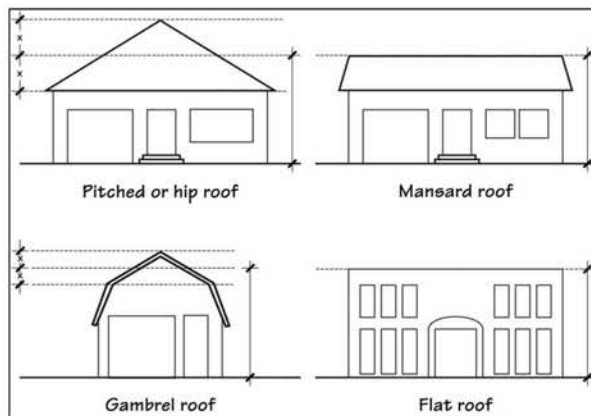 x
x
Pitched or hip roof
Mansard roof
x
x
Gambrel roof
Flat roof